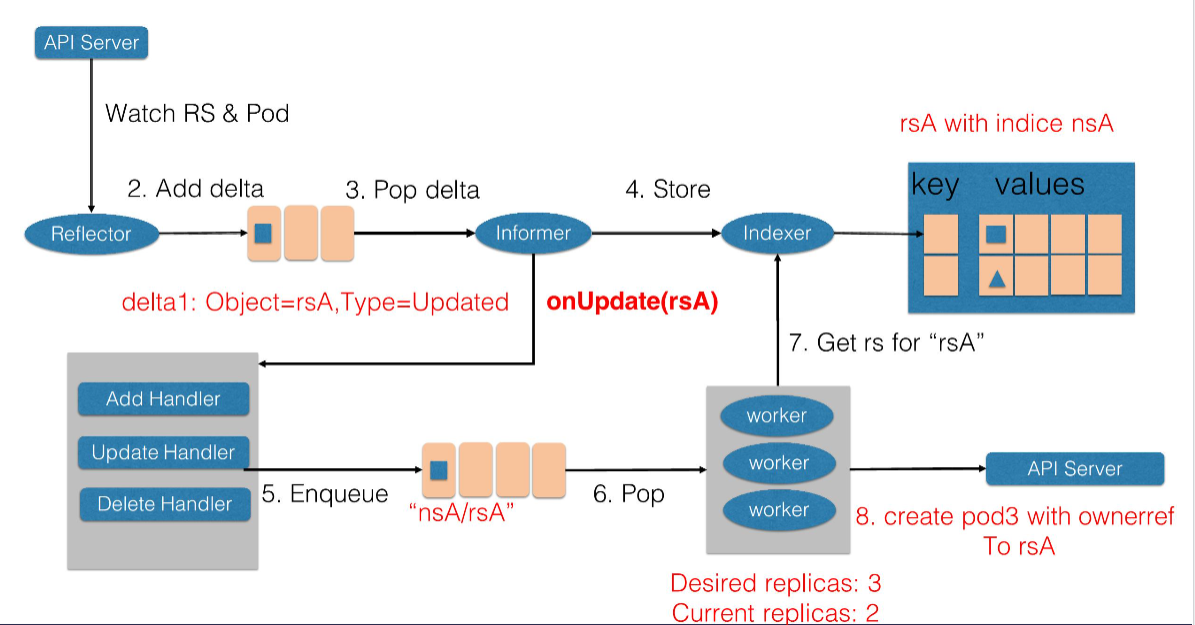 API Server
Watch RS & Pod
rsA with indice nsA
key values
2. Add delta
3. Pop delta
4. Store
Reflector
Informer
Indexer
delta1: Object=rsA,Type=Updated
onUpdate(rsA)
7. Get rs for “rsA”
Add Handler
Update Handler
Delete Handler
5. Enqueue
“nsA/rsA”
6. Pop
worker
worker
worker
API Server
8. create pod3 with ownerref
To rsA
Desired replicas: 3
Current replicas: 2